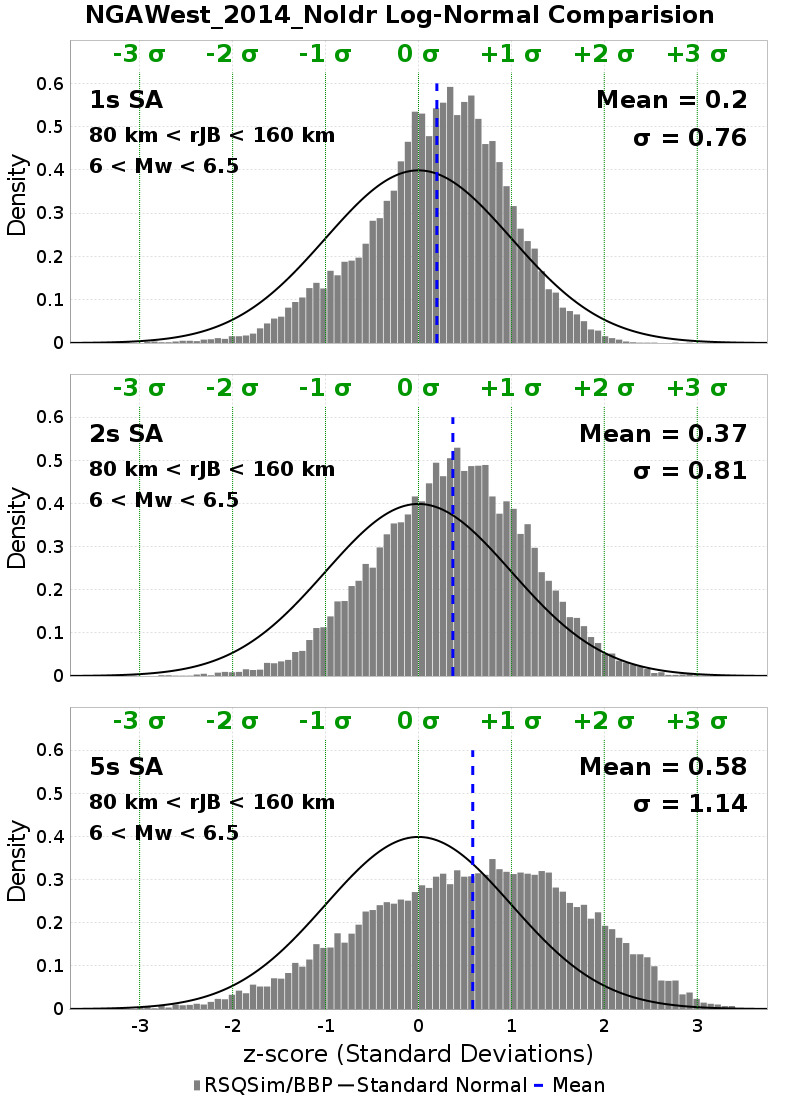 NGAWest_2014_NoIdr Log-Normal Comparision
-3 σ -2 σ -1 σ 0 σ +1 σ +2 σ +3 σ
0.6
1s SA Mean = 0.2
0.5
80 km < rJB < 160 km σ = 0.76
6 < Mw < 6.5
0.4
0.3
0.2
0.1
0
Density
-3 σ -2 σ -1 σ 0 σ +1 σ +2 σ +3 σ
0.6
2s SA Mean = 0.37
0.5
80 km < rJB < 160 km σ = 0.81
6 < Mw < 6.5
0.4
0.3
0.2
0.1
0
Density
-3 σ -2 σ -1 σ 0 σ +1 σ +2 σ +3 σ
0.6
5s SA Mean = 0.58
0.5
80 km < rJB < 160 km σ = 1.14
6 < Mw < 6.5
0.4
0.3
0.2
0.1
0
Density
-3 -2 -1 0 1 2 3
z-score (Standard Deviations)
RSQSim/BBP Standard Normal Mean